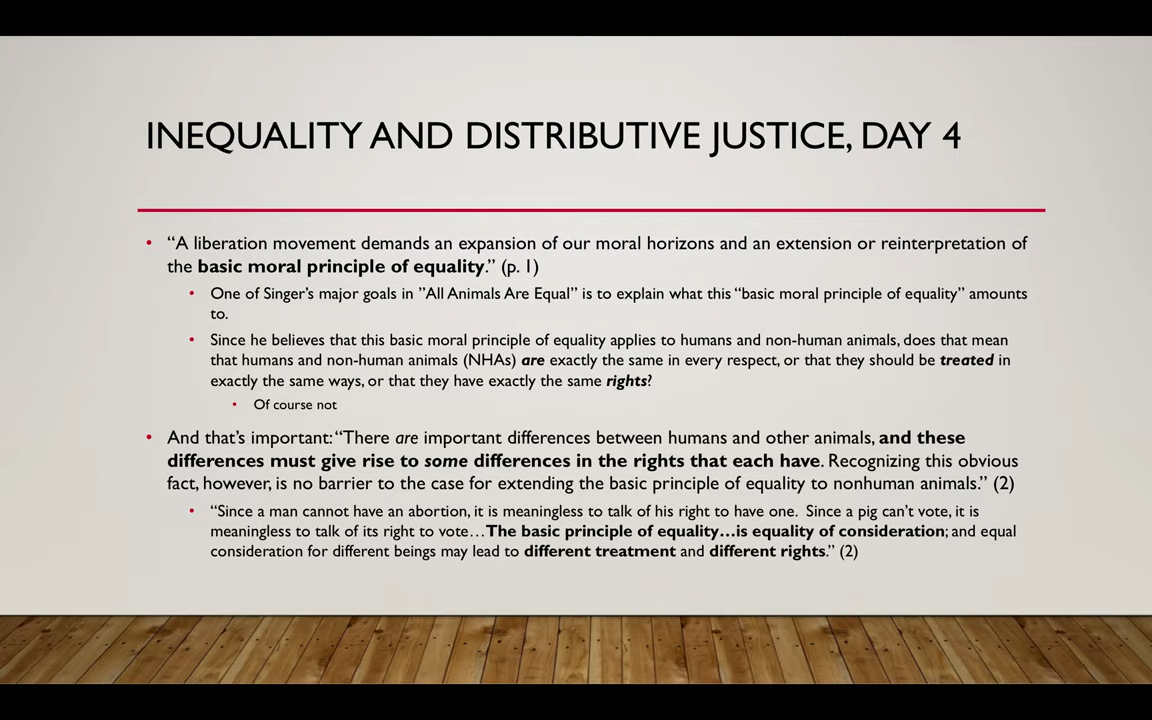 INEQUALITY AND DISTRIBUTIVE JUSTICE, DAY 4
• “A liberation movement demands an expansion of our moral horizons and an extension or reinterpretation of
the basic moral principle of equality.” (p. 1)
• One of Singer’s major goals in ”All Animals Are Equal” is to explain what this “basic moral principle of equality” amounts
to.
• Since he believes that this basic moral principle of equality applies to humans and non-human animals, does that mean
that humans and non-human animals (NHAs) are exactly the same in every respect, or that they should be treated in
exactly the same ways, or that they have exactly the same rights?
• Of course not
• And that’s important: “There are important differences between humans and other animals, and these
differences must give rise to some differences in the rights that each have. Recognizing this obvious
fact, however, is no barrier to the case for extending the basic principle of equality to nonhuman animals.” (2)
• “Since a man cannot have an abortion, it is meaningless to talk of his right to have one. Since a pig can’t vote, it is
meaningless to talk of its right to vote…The basic principle of equality…is equality of consideration; and equal
consideration for different beings may lead to different treatment and different rights.” (2)